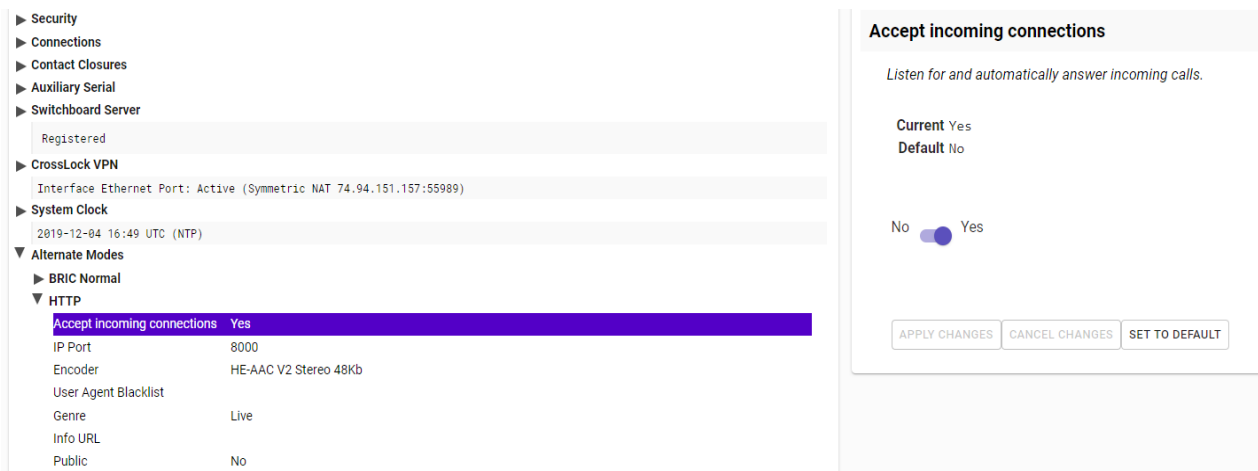 Security
Connections
Contact Closures
Auxiliary Serial
Switchboard Server
Registered
CrossLock VPN
Interface Ethernet Port: Active (Symmetric NAT 74.94.151.157:55989)
System Clock
2019-12-04 16:49 UTC (NTP)
Alternate Modes
BRIC Normal
HTTP
Accept incoming connections Yes
IP Port 8000
Encoder HE-AAC V2 Stereo 48Kb
User Agent Blacklist
Genre Live
Info URL
Public No
Accept incoming connections
Listen for and automatically answer incoming calls.
Current Yes
Default No
No Yes
APPLY CHANGES CANCEL CHANGES SET TO DEFAULT